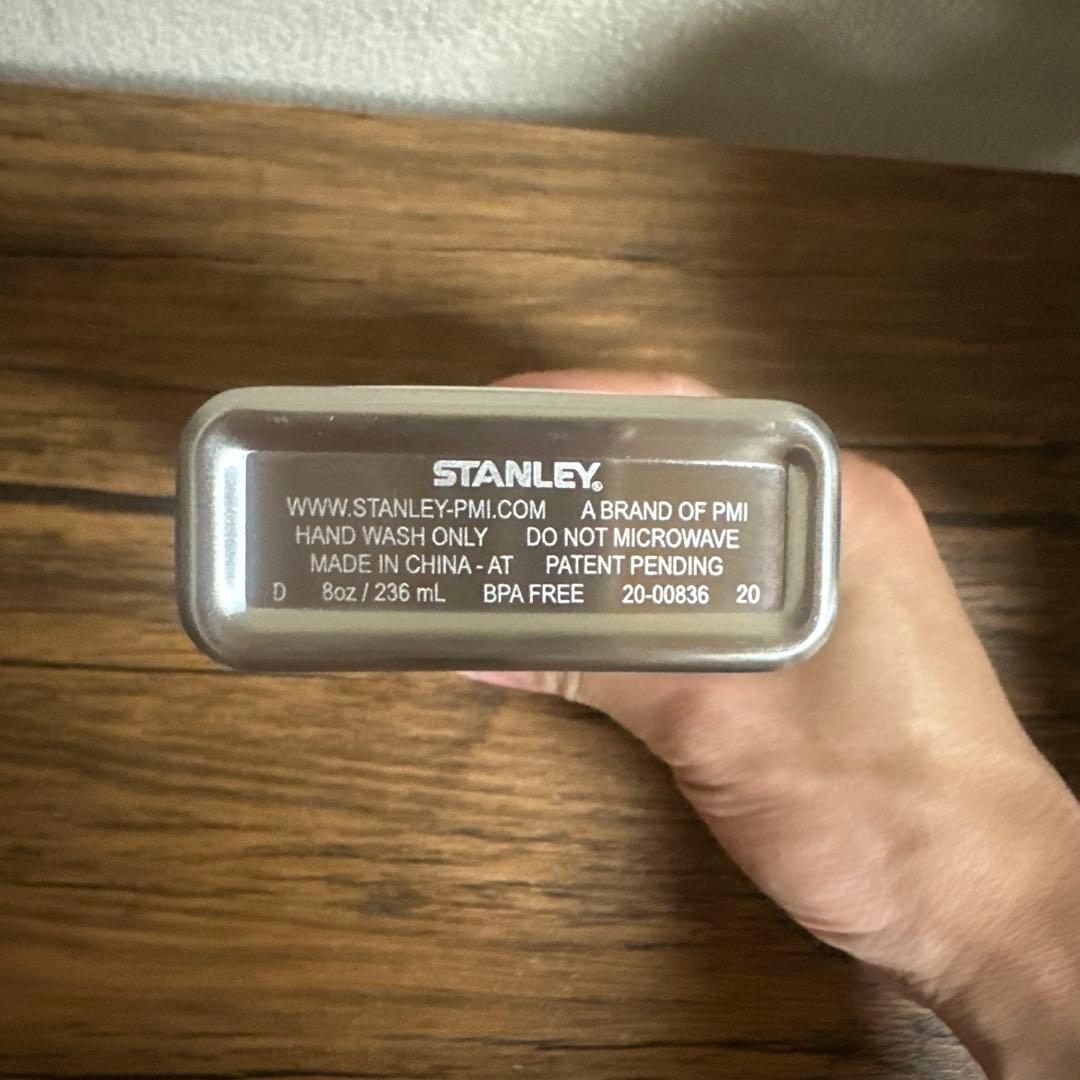 STANLEY®
WWW.STANLEY-PMI.COM A BRAND OF PMI
HAND WASH ONLY DO NOT MICROWAVE
MADE IN CHINA - AT PATENT PENDING
D 8oz / 236 mL BPA FREE 20-00836 20